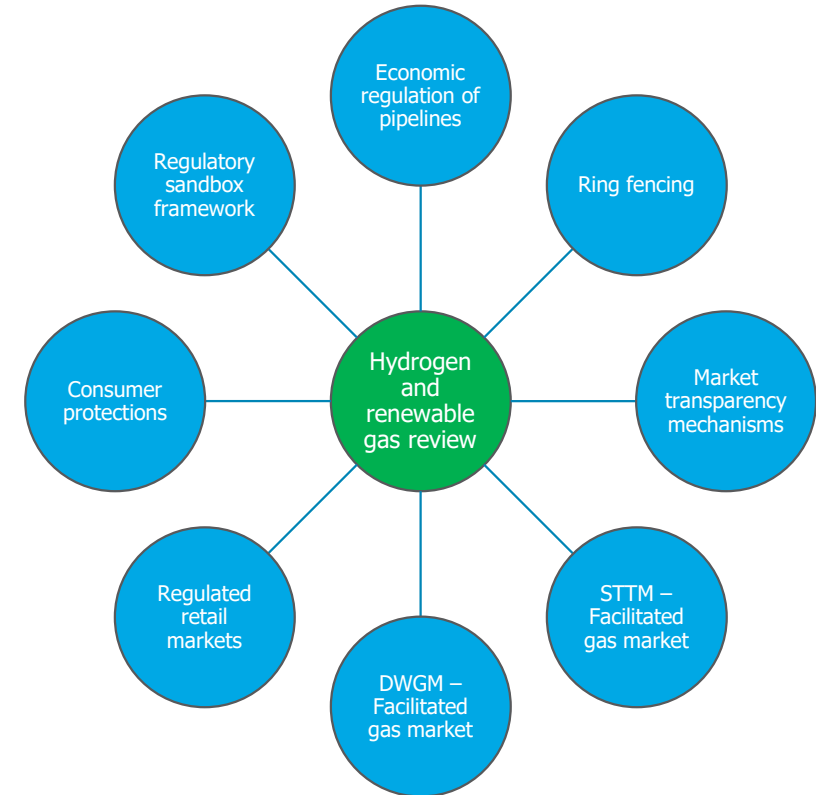 Economic
regulation of
pipelines
Ring fencing
Market
transparency
mechanisms
STTM –
Facilitated
gas market
DWGM –
Facilitated
gas market
Regulated
retail
markets
Consumer
protections
Regulatory
sandbox
framework
Hydrogen
and
renewable
gas review